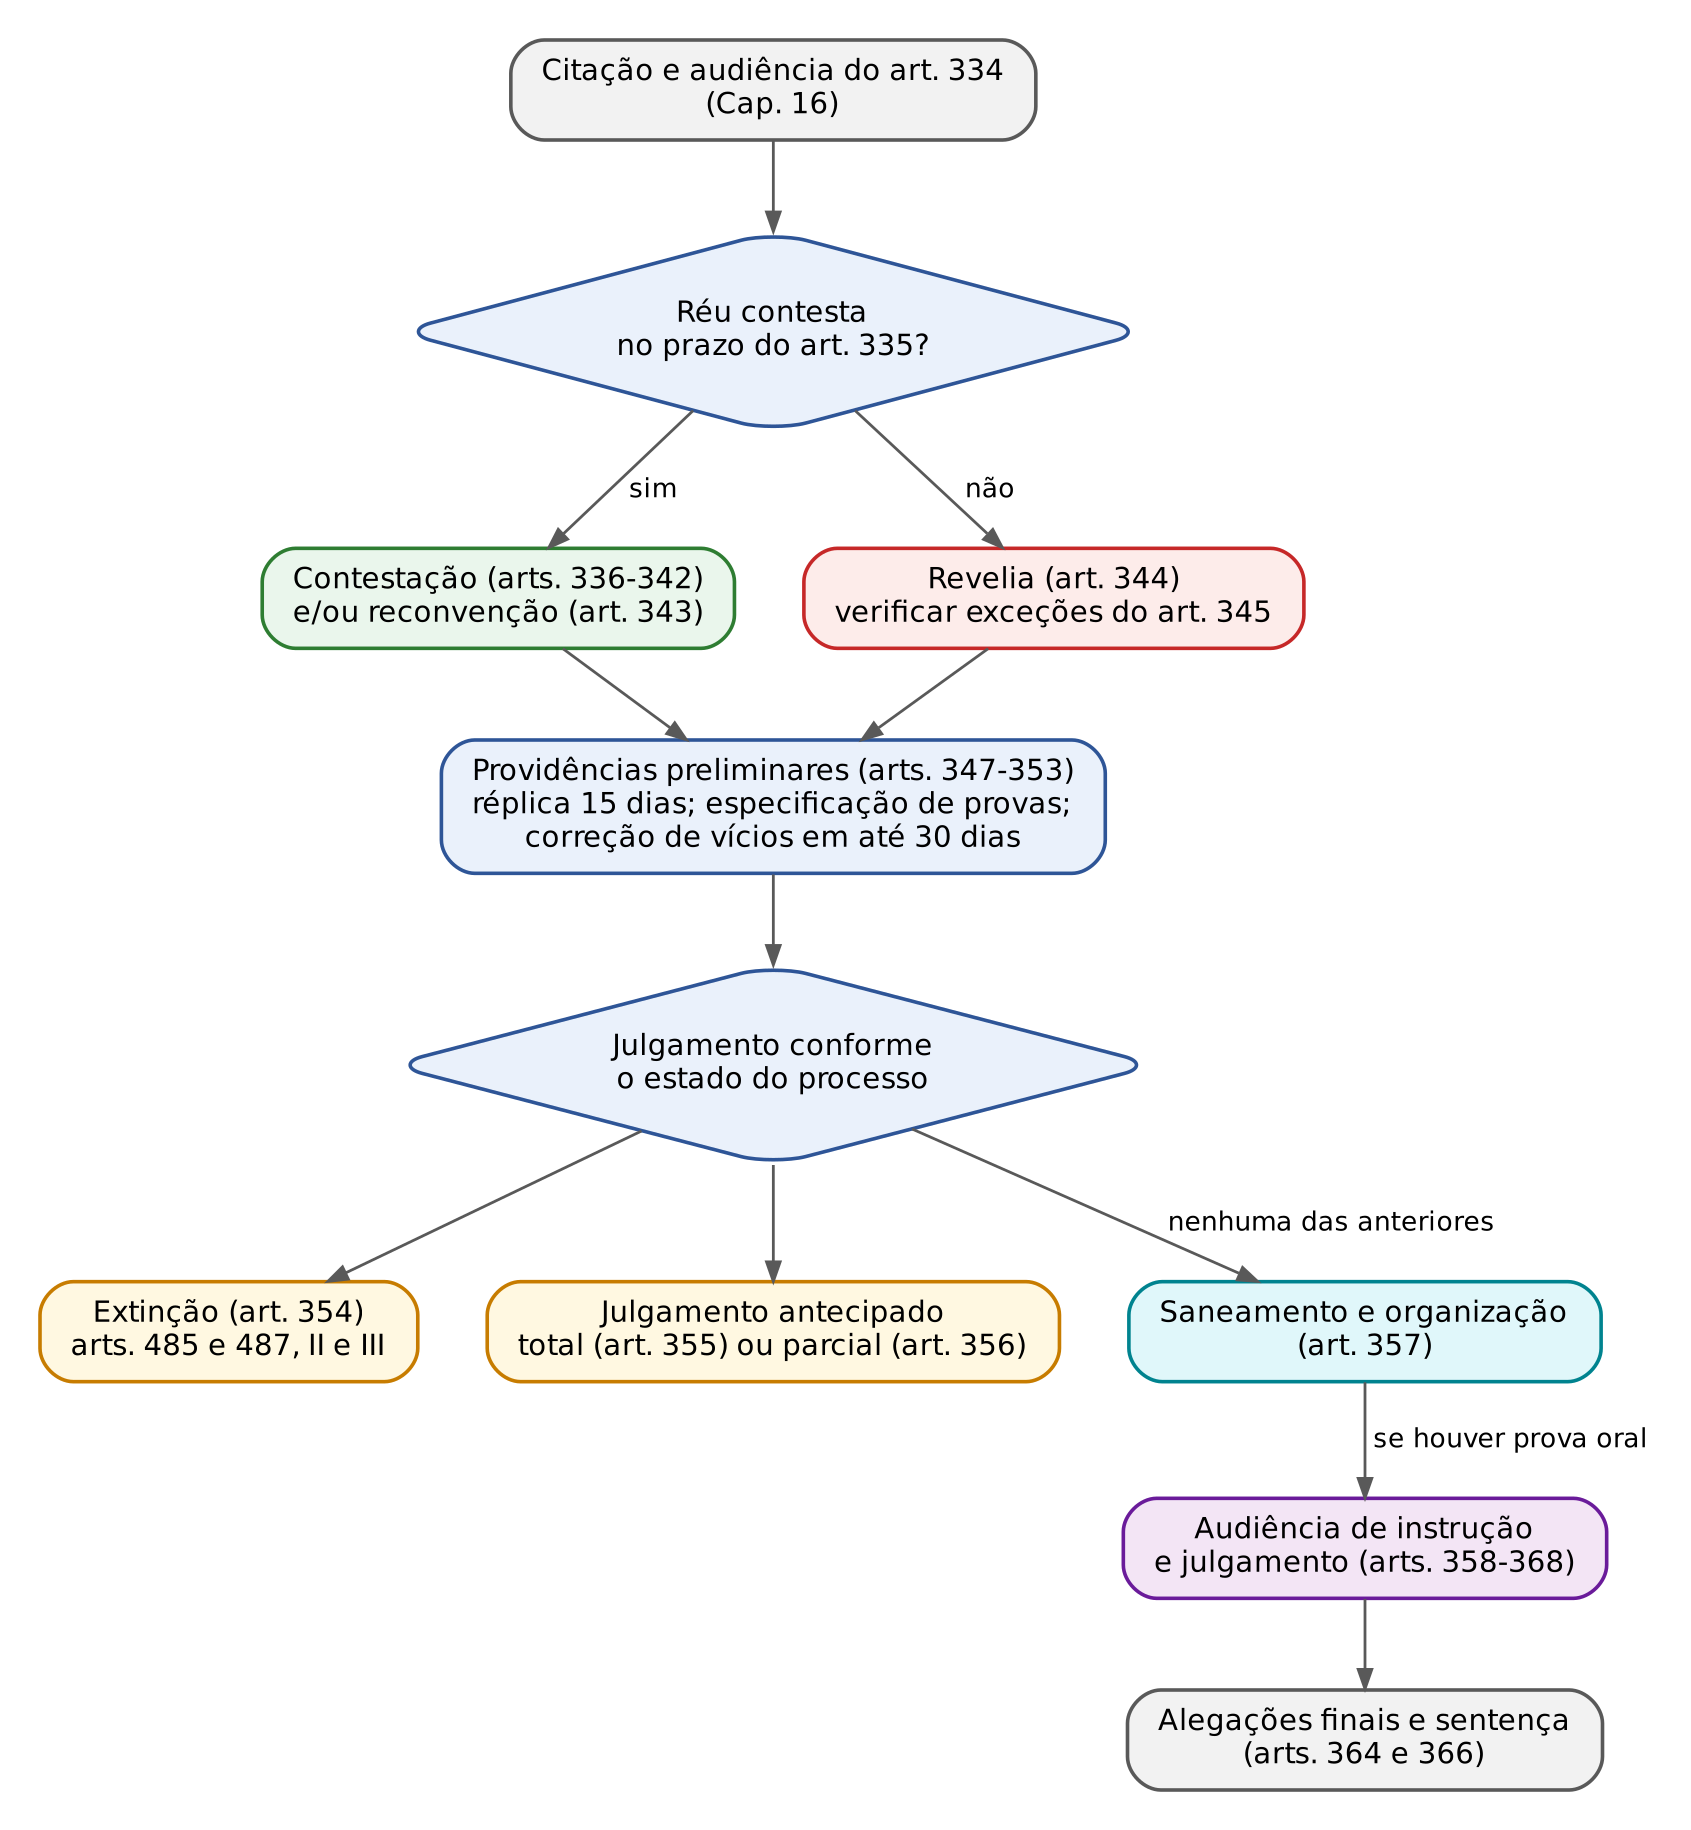 Citação e audiência do art. 334
(Cap. 16)
Réu contesta
no prazo do art. 335?
sim
não
Contestação (arts. 336-342)
e/ou reconvenção (art. 343)
Revelia (art. 344)
verificar exceções do art. 345
Providências preliminares (arts. 347-353)
réplica 15 dias; especificação de provas;
correção de vícios em até 30 dias
Julgamento conforme
o estado do processo
nenhuma das anteriores
Extinção (art. 354)
arts. 485 e 487, II e III
Julgamento antecipado
total (art. 355) ou parcial (art. 356)
Saneamento e organização
(art. 357)
se houver prova oral
Audiência de instrução
e julgamento (arts. 358-368)
Alegações finais e sentença
(arts. 364 e 366)